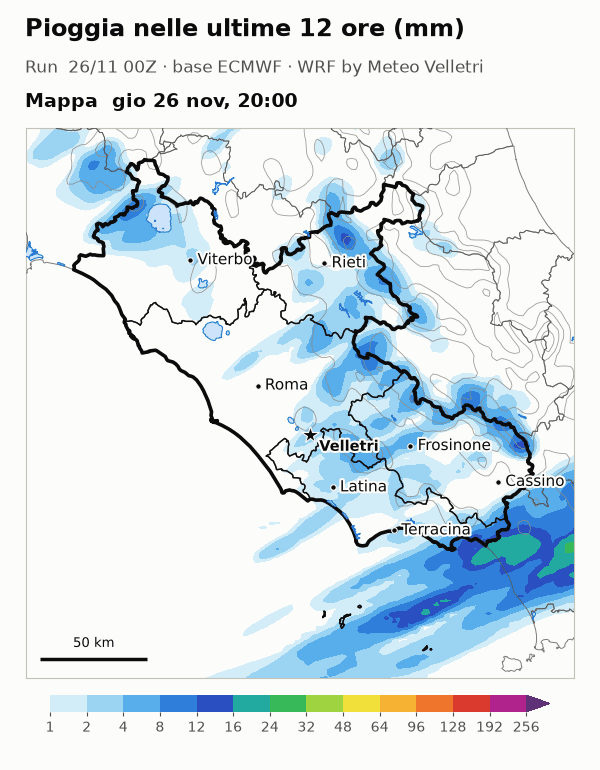 Pioggia nelle ultime 12 ore (mm)
Run 26/11 00Z · base ECMWF · WRF by Meteo Velletri
Mappa gio 26 nov, 20:00
Viterbo
Rieti
Roma
Velletri
Frosinone
Latina
Cassino
Terracina
50 km
1 2 4 8 12 16 24 32 48 64 96 128 192 256